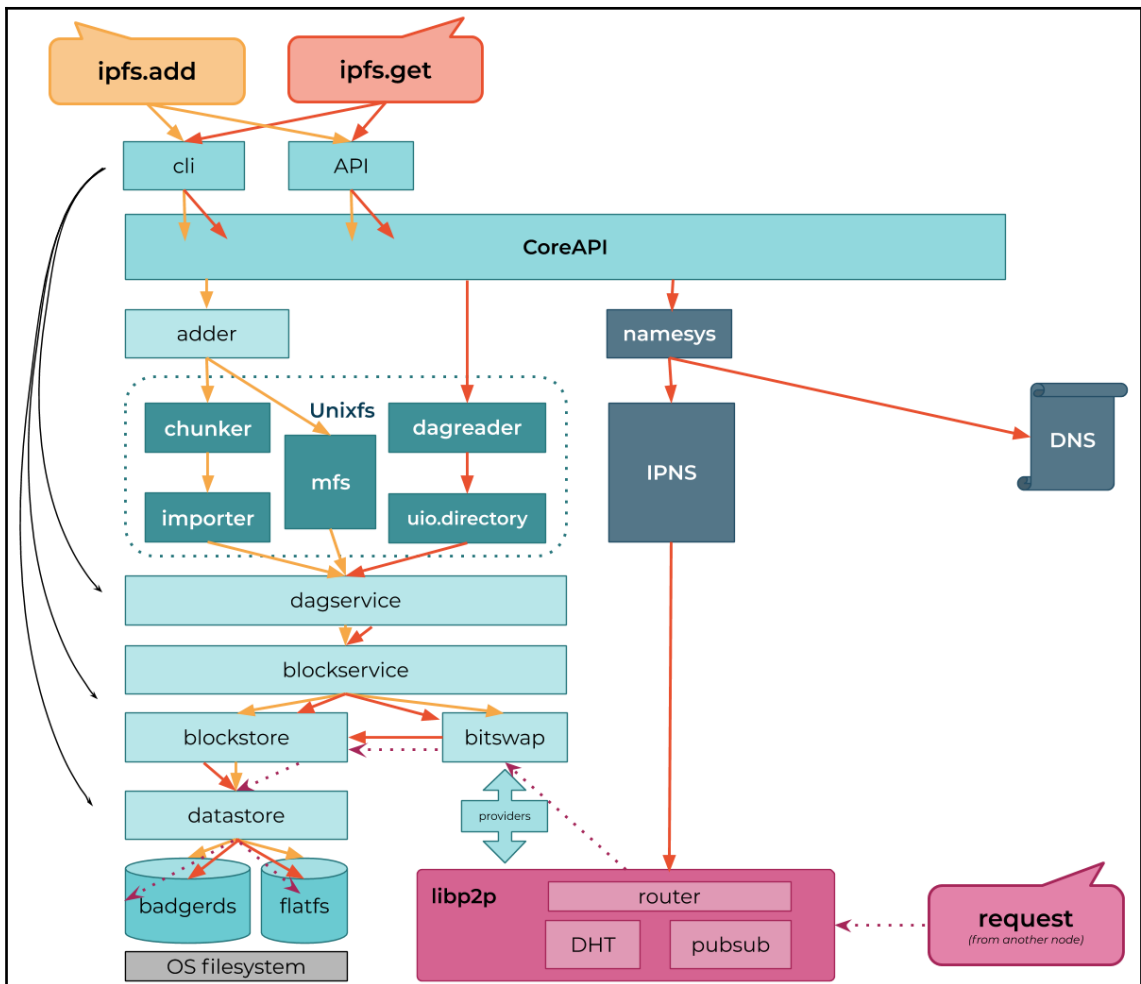 ipfs.add
ipfs.get
cli
API
CoreAPI
adder
namesys
Unixfs
chunker
dagreader
mfs
IPNS
DNS
importer
uio.directory
dagservice
blockservice
blockstore
bitswap
datastore
providers
badgerds
flatfs
libp2p
router
DHT
pubsub
request
(from another node)
OS filesystem